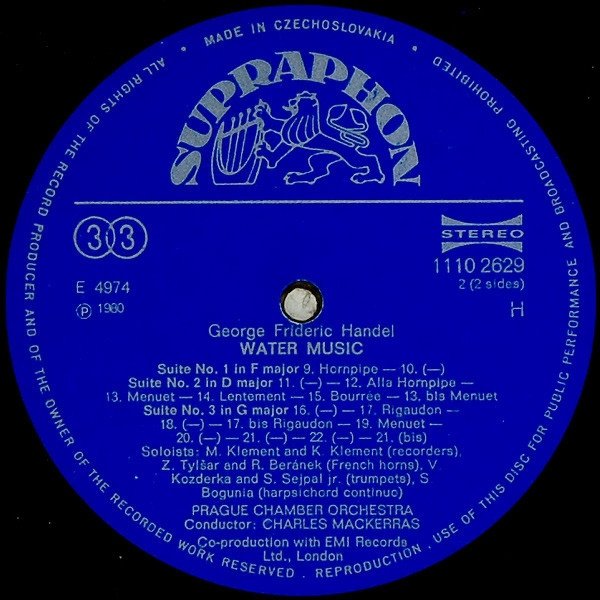 MADE IN CZECHOSLOVAKIA
ALL RIGHTS OF THE RECORD PRODUCER AND OF THE OWNER OF THE RECORDED WORK RESERVED . REPRODUCTION, USE OF THIS DISC FOR PUBLIC PERFORMANCE AND BROADCASTING PROHIBITED
SUPRAPHON
33
STEREO
E 4974
1110 2629
Ⓟ 1980
2 (2 sides)
H
George Frideric Handel
WATER MUSIC
Suite No. 1 in F major 9. Hornpipe — 10. (—)
Suite No. 2 in D major 11. (—) — 12. Alla Hornpipe —
13. Menuet — 14. Lentement — 15. Bourrée — 13. bis Menuet
Suite No. 3 in G major 16. (—) — 17. Rigaudon —
18. (—) — 17. bis Rigaudon — 19. Menuet —
20. (—) — 21. (—) — 22. (—) — 21. (bis)
Soloists: M. Klement and K. Klement (recorders),
Z. Tylšar and R. Beránek (French horns), V
Kozderka and S. Sejpal jr. (trumpets), S
Bogunia (harpsichord continuo)
PRAGUE CHAMBER ORCHESTRA
Conductor: CHARLES MACKERRAS
Co-production with EMI Records
Ltd., London